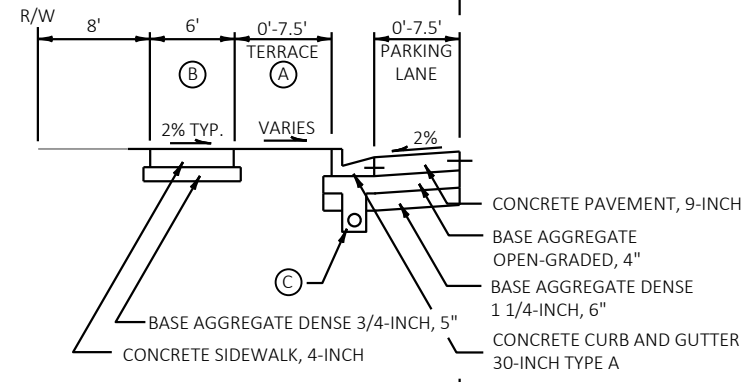 R/W
8'
6'
0'-7.5'
0'-7.5'
TERRACE
PARKING
LANE
B
A
2% TYP.
VARIES
2%
CONCRETE PAVEMENT, 9-INCH
BASE AGGREGATE
OPEN-GRADED, 4"
C
BASE AGGREGATE DENSE
1 1/4-INCH, 6"
BASE AGGREGATE DENSE 3/4-INCH, 5"
CONCRETE SIDEWALK, 4-INCH
CONCRETE CURB AND GUTTER
30-INCH TYPE A